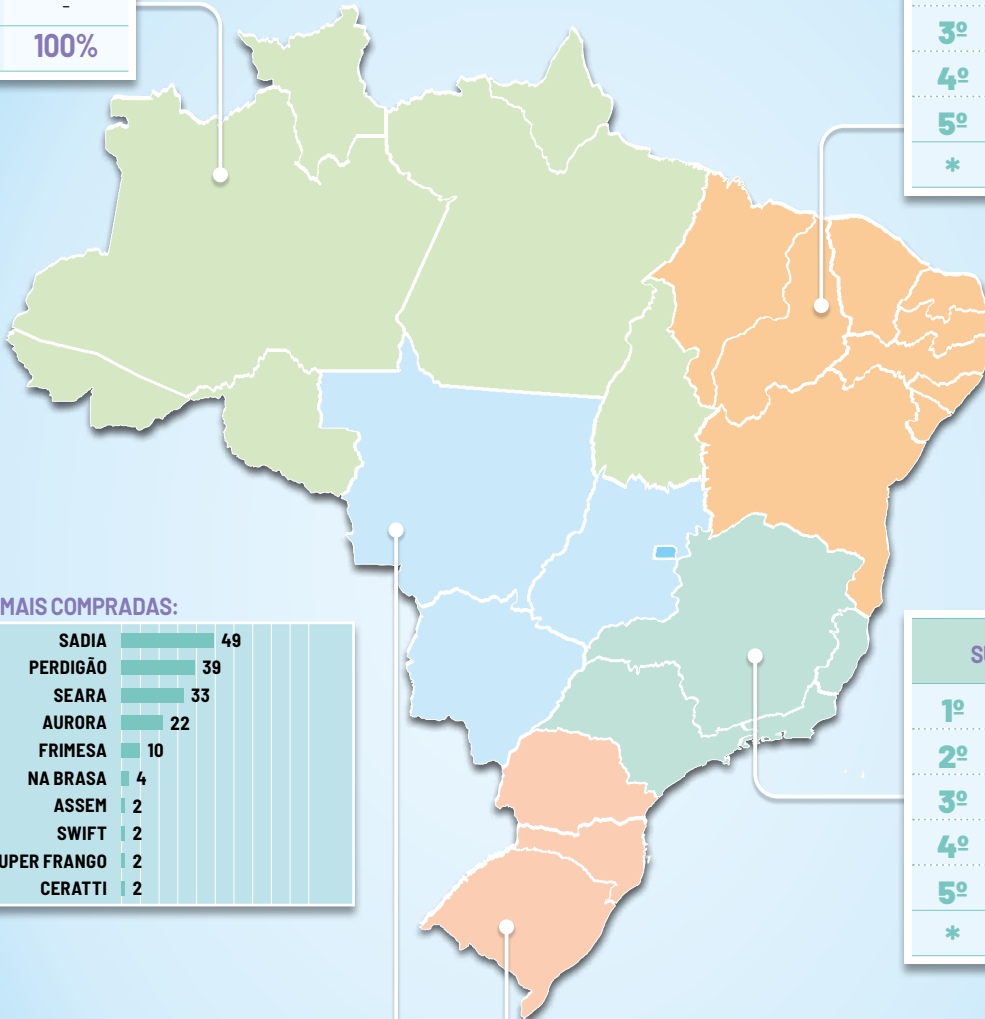 -
100%
3º
4º
5º
*
MAIS COMPRADAS:
SADIA 49
PERDIGÃO 39
SEARA 33
AURORA 22
FRIMESA 10
NA BRASA 4
ASSEM 2
SWIFT 2
UPER FRANGO 2
CERATTI 2
1º
2º
3º
4º
5º
*